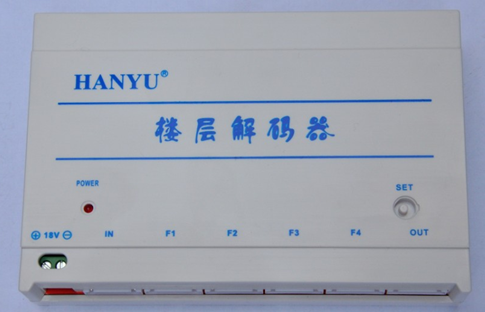 HANYU®
楼层解码器
POWER
SET
⊕ 18V ⊖ IN F1 F2 F3 F4 OUT